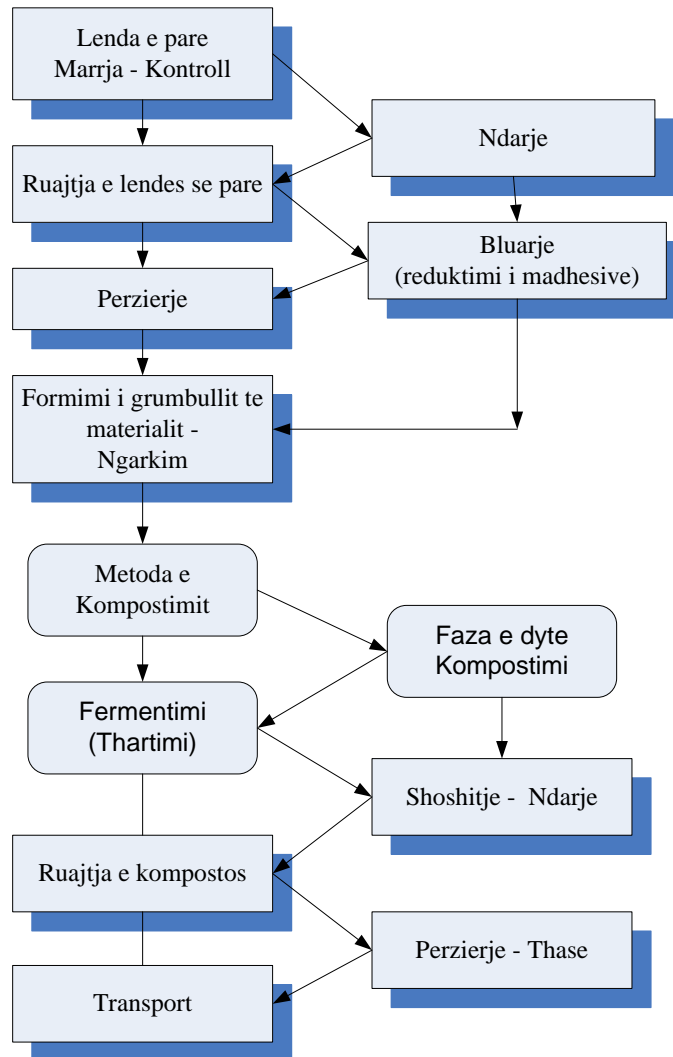 Lenda e pare
Marrja - Kontroll
Ndarje
Ruajtja e lendes se pare
Bluarje
(reduktimi i madhesive)
Perzierje
Formimi i grumbullit te
materialit -
Ngarkim
Metoda e
Kompostimit
Faza e dyte
Kompostimi
Fermentimi
(Thartimi)
Shoshitje -  Ndarje
Ruajtja e kompostos
Perzierje - Thase
Transport